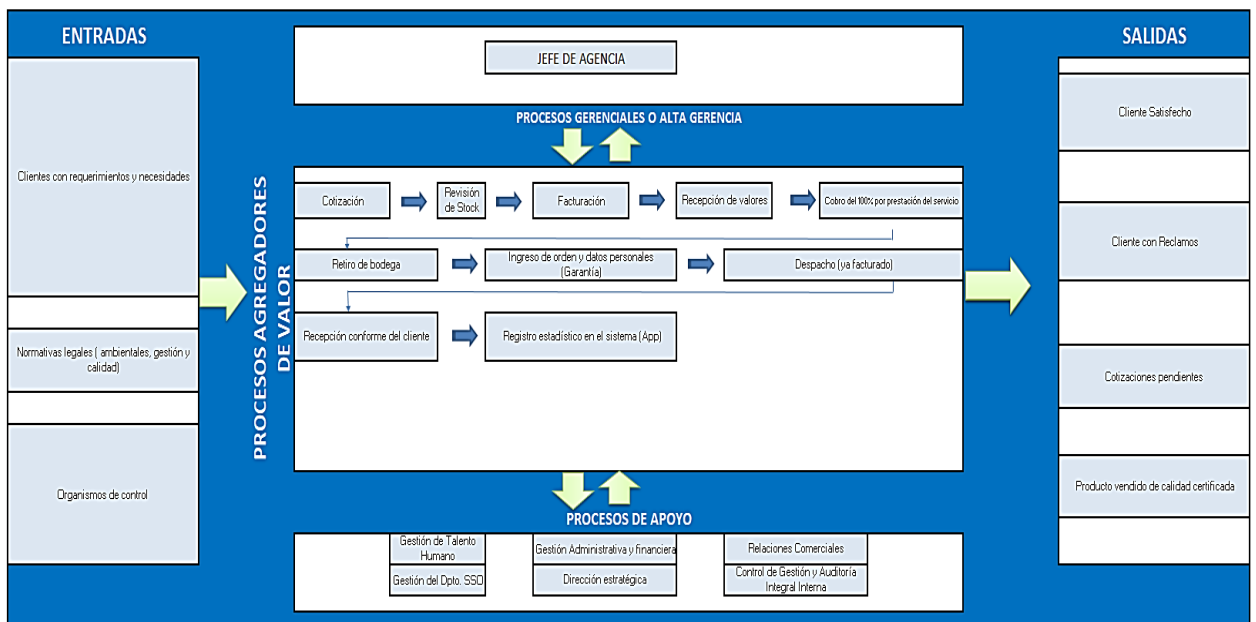 ENTRADAS
Clientes con requerimientos y necesidades
Normativas legales ( ambientales, gestión y
calidad)
Organismos de control
JEFE DE AGENCIA
PROCESOS GERENCIALES O ALTA GERENCIA
PROCESOS AGREGADORES
DE VALOR
Cotización
Revisión
de Stock
Facturación
Recepción de valores
Cobro del 100% por prestación del servicio
Retiro de bodega
Ingreso de orden y datos personales
(Garantía)
Despacho (ya facturado)
Recepción conforme del cliente
Registro estadístico en el sistema (App)
PROCESOS DE APOYO
Gestión de Talento
Humano
Gestión Administrativa y financiera
Relaciones Comerciales
Gestión del Dpto. SSO
Dirección estratégica
Control de Gestión y Auditoría
Integral Interna
SALIDAS
Cliente Satisfecho
Cliente con Reclamos
Cotizaciones pendientes
Producto vendido de calidad certificada